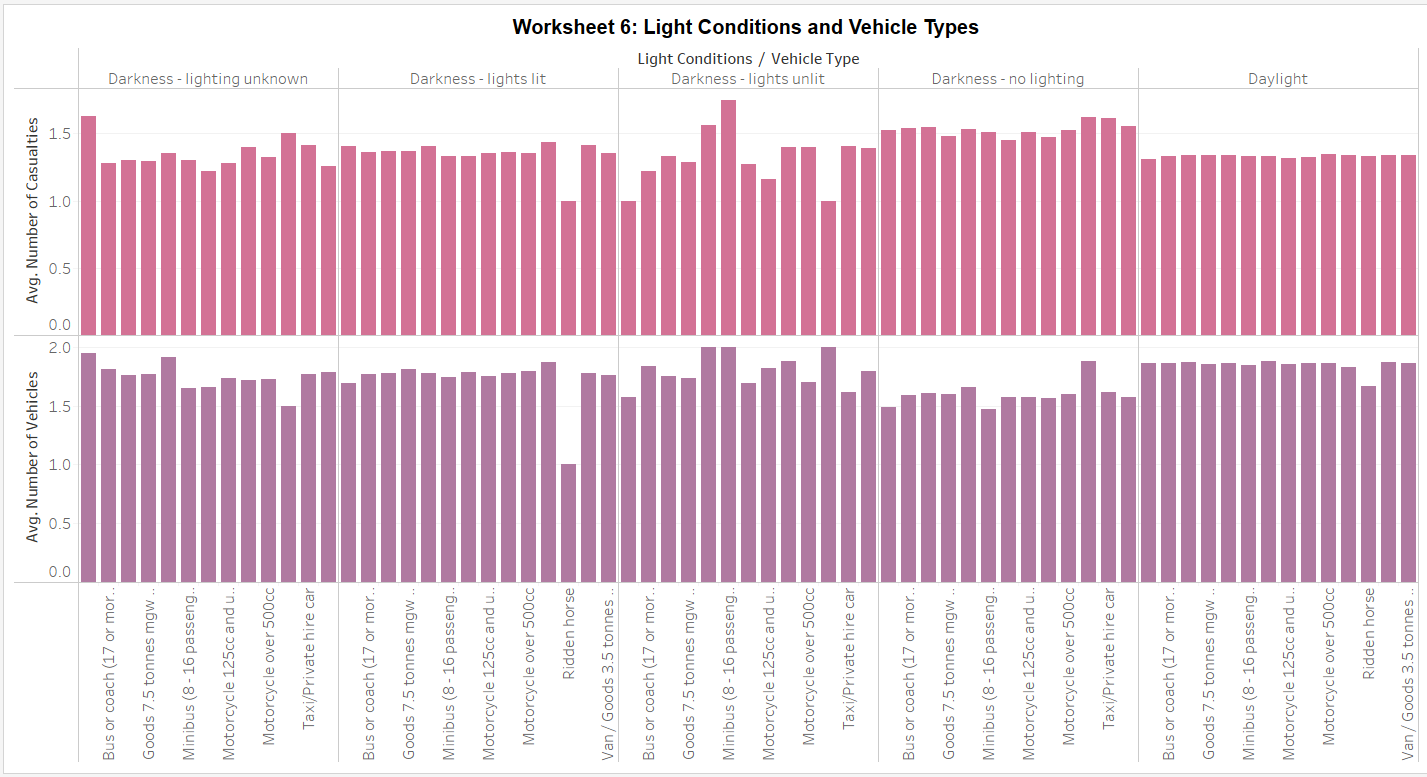 Worksheet 6: Light Conditions and Vehicle Types
Light Conditions / Vehicle Type
Darkness - lighting unknown
Darkness - lights lit
Darkness - lights unlit
Darkness - no lighting
Daylight
Avg. Number of Casualties
1.5
1.0
0.5
0.0
Avg. Number of Vehicles
2.0
1.5
1.0
0.5
0.0
Bus or coach (17 or mor..
Goods 7.5 tonnes mgw ..
Minibus (8 - 16 passeng..
Motorcycle 125cc and u..
Motorcycle over 500cc
Taxi/Private hire car
Bus or coach (17 or mor..
Goods 7.5 tonnes mgw ..
Minibus (8 - 16 passeng..
Motorcycle 125cc and u..
Motorcycle over 500cc
Ridden horse
Van / Goods 3.5 tonnes ..
Bus or coach (17 or mor..
Goods 7.5 tonnes mgw ..
Minibus (8 - 16 passeng..
Motorcycle 125cc and u..
Motorcycle over 500cc
Taxi/Private hire car
Bus or coach (17 or mor..
Goods 7.5 tonnes mgw ..
Minibus (8 - 16 passeng..
Motorcycle 125cc and u..
Motorcycle over 500cc
Taxi/Private hire car
Bus or coach (17 or mor..
Goods 7.5 tonnes mgw ..
Minibus (8 - 16 passeng..
Motorcycle 125cc and u..
Motorcycle over 500cc
Ridden horse
Van / Goods 3.5 tonnes ..